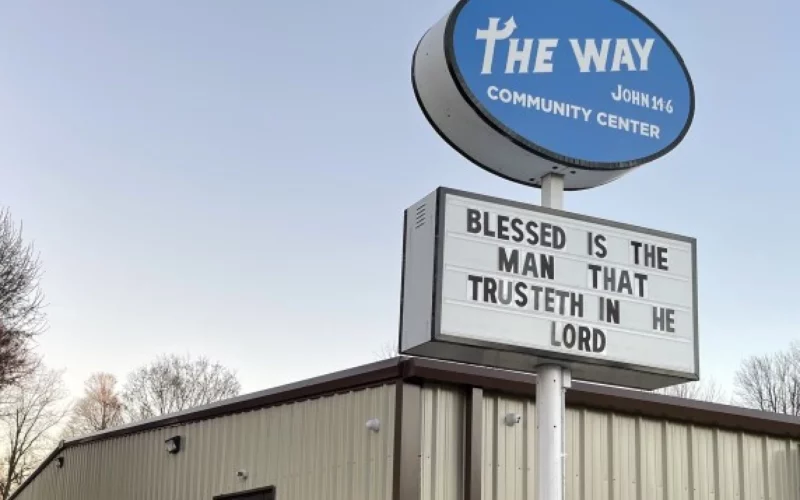 THE WAY
JOHN 14:6
COMMUNITY CENTER
BLESSED IS THE
MAN THAT
TRUSTETH IN HE
LORD